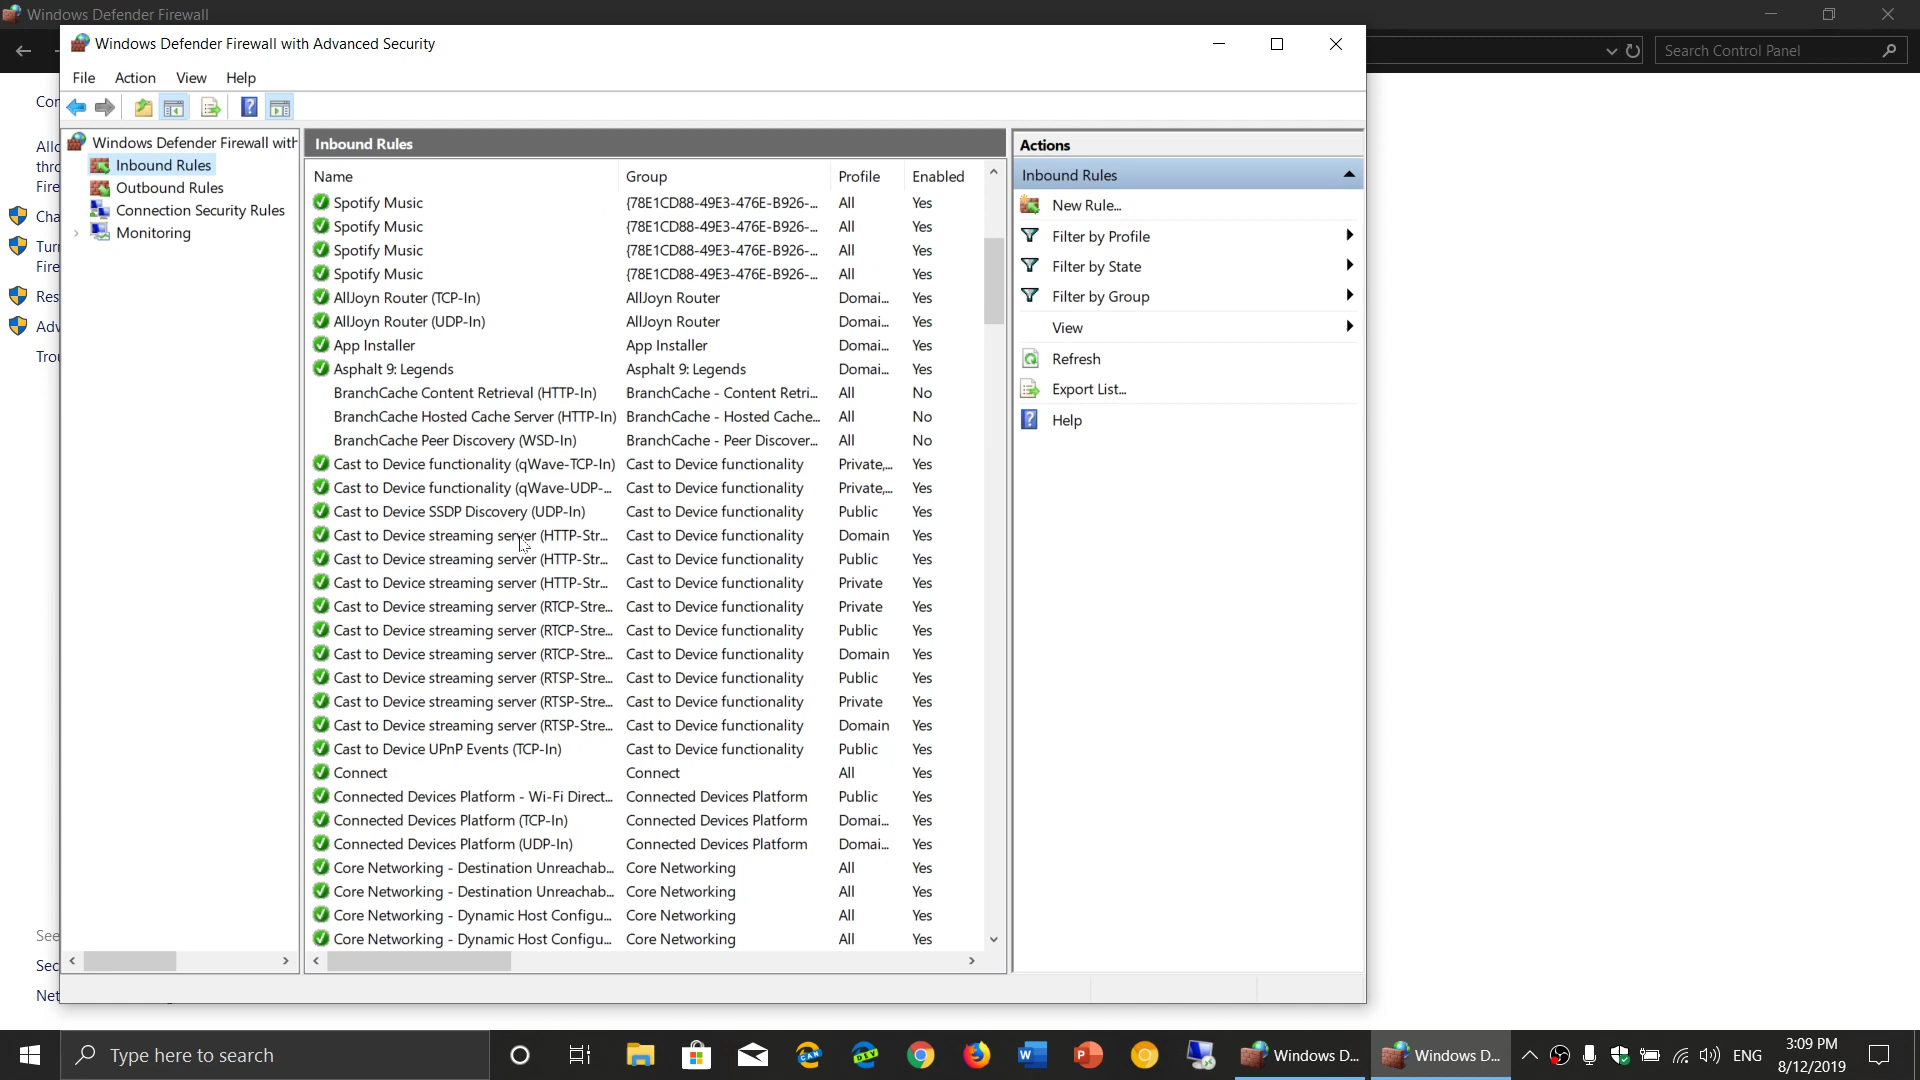 Windows Defender Firewall
Search Control Panel
Windows Defender Firewall with Advanced Security
File Action View Help
Windows Defender Firewall with
Inbound Rules
Outbound Rules
Connection Security Rules
Monitoring
Inbound Rules
Name Group Profile Enabled
Spotify Music {78E1CD88-49E3-476E-B926-... All Yes
Spotify Music {78E1CD88-49E3-476E-B926-... All Yes
Spotify Music {78E1CD88-49E3-476E-B926-... All Yes
Spotify Music {78E1CD88-49E3-476E-B926-... All Yes
AllJoyn Router (TCP-In) AllJoyn Router Domai... Yes
AllJoyn Router (UDP-In) AllJoyn Router Domai... Yes
App Installer App Installer Domai... Yes
Asphalt 9: Legends Asphalt 9: Legends Domai... Yes
BranchCache Content Retrieval (HTTP-In) BranchCache - Content Retri... All No
BranchCache Hosted Cache Server (HTTP-In) BranchCache - Hosted Cache... All No
BranchCache Peer Discovery (WSD-In) BranchCache - Peer Discover... All No
Cast to Device functionality (qWave-TCP-In) Cast to Device functionality Private,... Yes
Cast to Device functionality (qWave-UDP-... Cast to Device functionality Private,... Yes
Cast to Device SSDP Discovery (UDP-In) Cast to Device functionality Public Yes
Cast to Device streaming server (HTTP-Str... Cast to Device functionality Domain Yes
Cast to Device streaming server (HTTP-Str... Cast to Device functionality Public Yes
Cast to Device streaming server (HTTP-Str... Cast to Device functionality Private Yes
Cast to Device streaming server (RTCP-Stre... Cast to Device functionality Private Yes
Cast to Device streaming server (RTCP-Stre... Cast to Device functionality Public Yes
Cast to Device streaming server (RTCP-Stre... Cast to Device functionality Domain Yes
Cast to Device streaming server (RTSP-Stre... Cast to Device functionality Public Yes
Cast to Device streaming server (RTSP-Stre... Cast to Device functionality Private Yes
Cast to Device streaming server (RTSP-Stre... Cast to Device functionality Domain Yes
Cast to Device UPnP Events (TCP-In) Cast to Device functionality Public Yes
Connect Connect All Yes
Connected Devices Platform - Wi-Fi Direct... Connected Devices Platform Public Yes
Connected Devices Platform (TCP-In) Connected Devices Platform Domai... Yes
Connected Devices Platform (UDP-In) Connected Devices Platform Domai... Yes
Core Networking - Destination Unreachab... Core Networking All Yes
Core Networking - Destination Unreachab... Core Networking All Yes
Core Networking - Dynamic Host Configu... Core Networking All Yes
Core Networking - Dynamic Host Configu... Core Networking All Yes
Actions
Inbound Rules
New Rule...
Filter by Profile
Filter by State
Filter by Group
View
Refresh
Export List...
Help
Type here to search
CAN
DEV
Windows D...
Windows D...
ENG
3:09 PM
8/12/2019